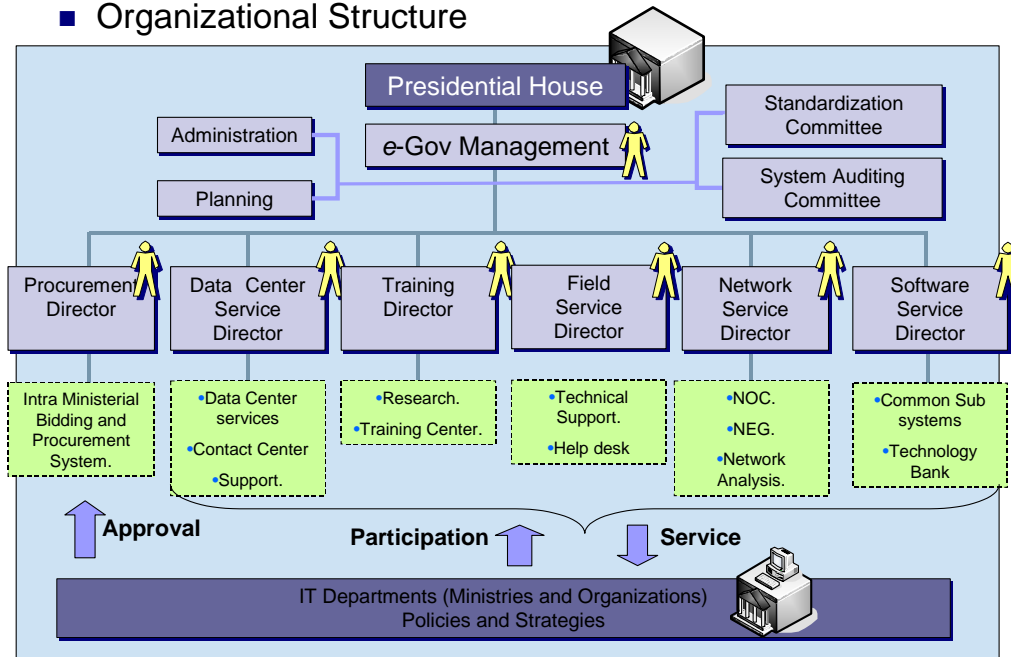 Organizational Structure
Presidential House
Administration
e-Gov Management
Standardization
Committee
Planning
System Auditing
Committee
Procurement
Director
Data Center
Service
Director
Training
Director
Field
Service
Director
Network
Service
Director
Software
Service
Director
Intra Ministerial
Bidding and
Procurement
System.
•Data Center
services
•Contact Center
•Support.
•Research.
•Training Center.
•Technical
Support.
•Help desk
•NOC.
•NEG.
•Network
Analysis.
•Common Sub
systems
•Technology
Bank
Approval
Participation
Service
IT Departments (Ministries and Organizations)
Policies and Strategies